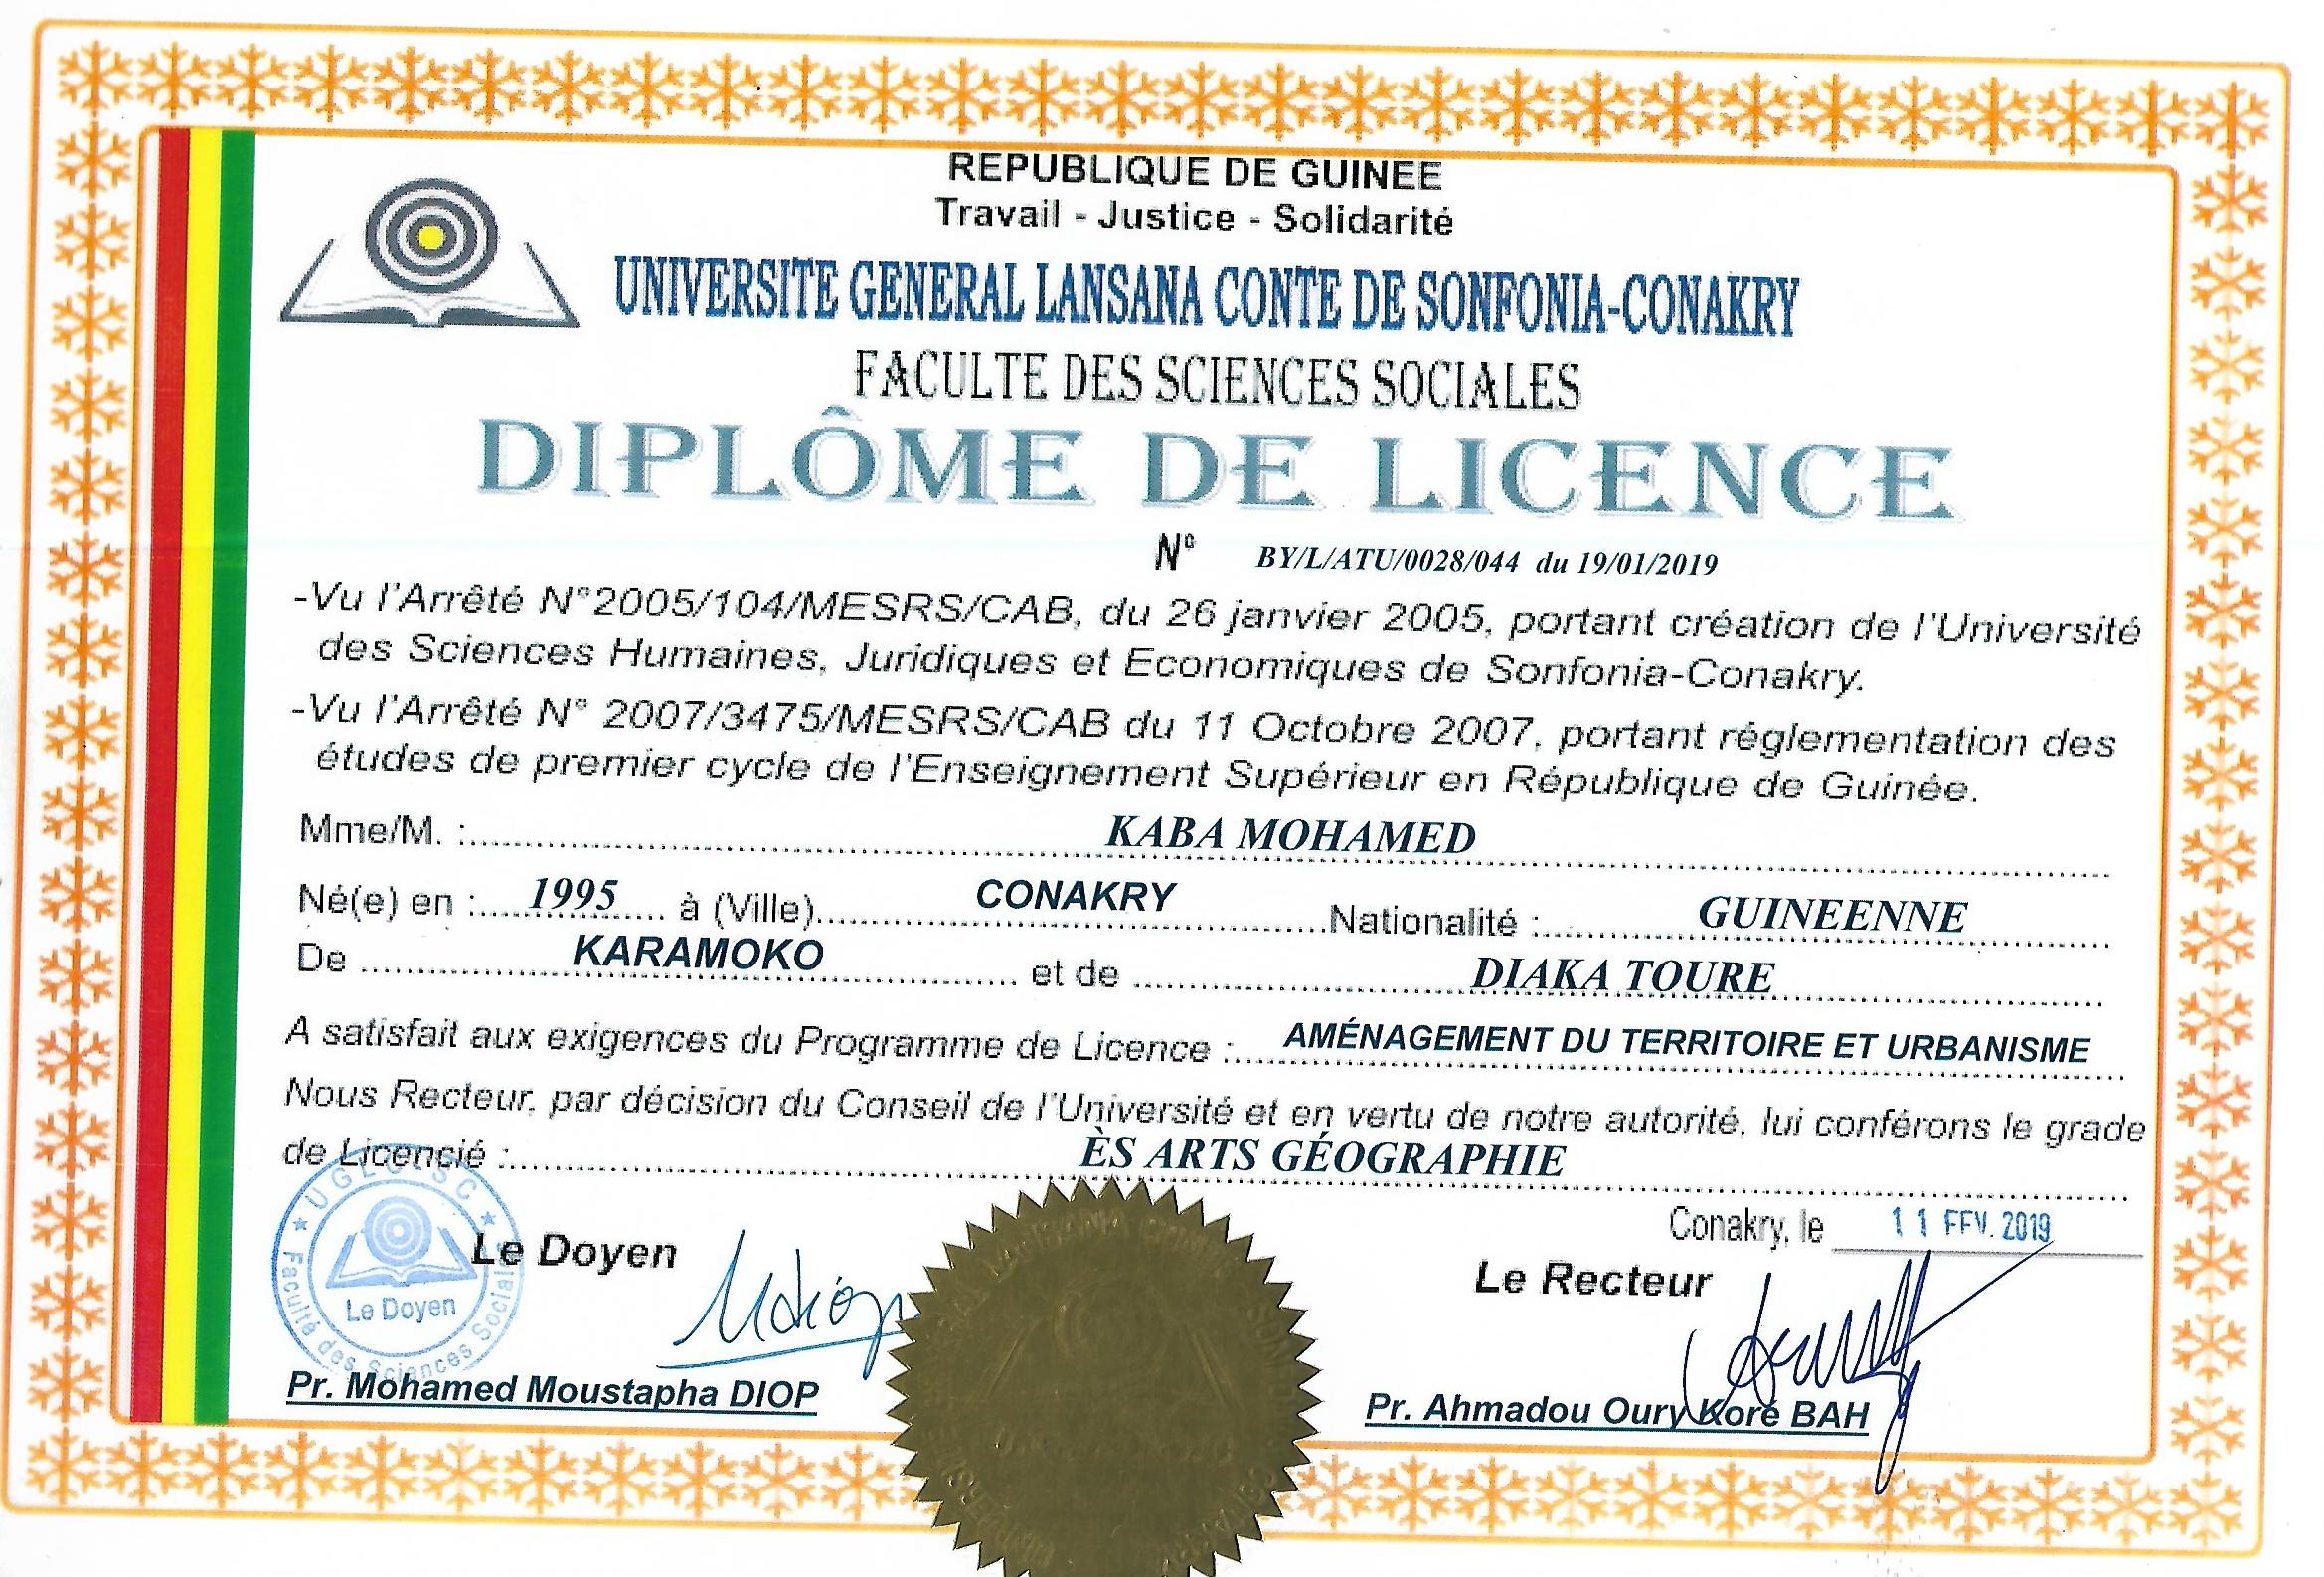 REPUBLIQUE DE GUINEE
Travail - Justice - Solidarité
UNIVERSITE GENERAL LANSANA CONTE DE SONFONIA-CONAKRY
FACULTE DES SCIENCES SOCIALES
DIPLÔME DE LICENCE
N° BY/L/ATU/0028/044 du 19/01/2019
-Vu l'Arrêté N°2005/104/MESRS/CAB, du 26 janvier 2005, portant création de l'Université
des Sciences Humaines, Juridiques et Economiques de Sonfonia-Conakry.
-Vu l'Arrêté N° 2007/3475/MESRS/CAB du 11 Octobre 2007, portant réglementation des
études de premier cycle de l'Enseignement Supérieur en République de Guinée.
Mme/M. : KABA MOHAMED
Né(e) en : 1995 à (Ville) CONAKRY Nationalité : GUINEENNE
De KARAMOKO et de DIAKA TOURE
A satisfait aux exigences du Programme de Licence : AMÉNAGEMENT DU TERRITOIRE ET URBANISME
Nous Recteur, par décision du Conseil de l'Université et en vertu de notre autorité, lui conférons le grade
de Licencié : ÈS ARTS GÉOGRAPHIE
Conakry, le 11 FEV. 2019
Le Doyen
Le Recteur
Faculté des Sciences Sociales
Le Doyen
Pr. Mohamed Moustapha DIOP
Pr. Ahmadou Oury Koré BAH